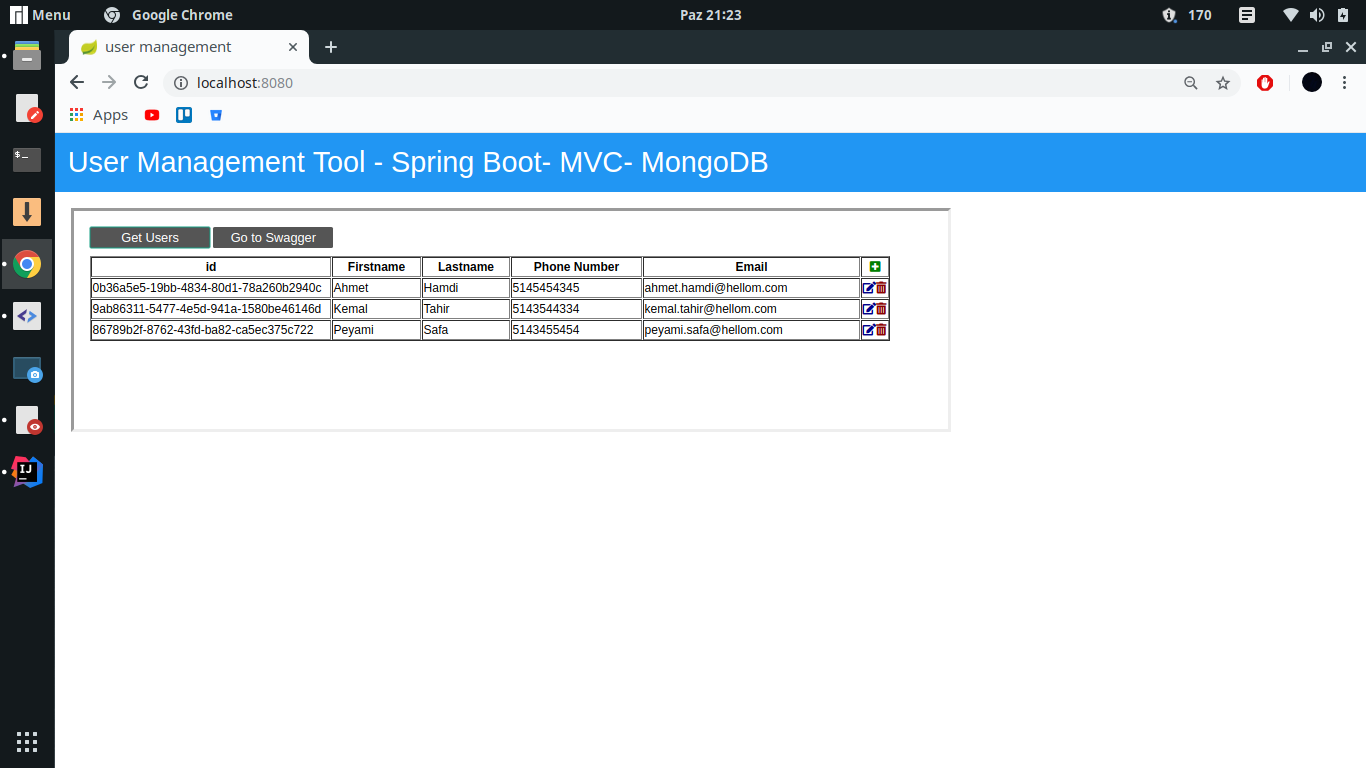 Menu Google Chrome Paz 21:23 170
user management
localhost:8080
Apps
User Management Tool - Spring Boot- MVC- MongoDB
Get Users Go to Swagger
id Firstname Lastname Phone Number Email
0b36a5e5-19bb-4834-80d1-78a260b2940c Ahmet Hamdi 5145454345 ahmet.hamdi@hellom.com
9ab86311-5477-4e5d-941a-1580be46146d Kemal Tahir 5143544334 kemal.tahir@hellom.com
86789b2f-8762-43fd-ba82-ca5ec375c722 Peyami Safa 5143455454 peyami.safa@hellom.com
$_
IJ